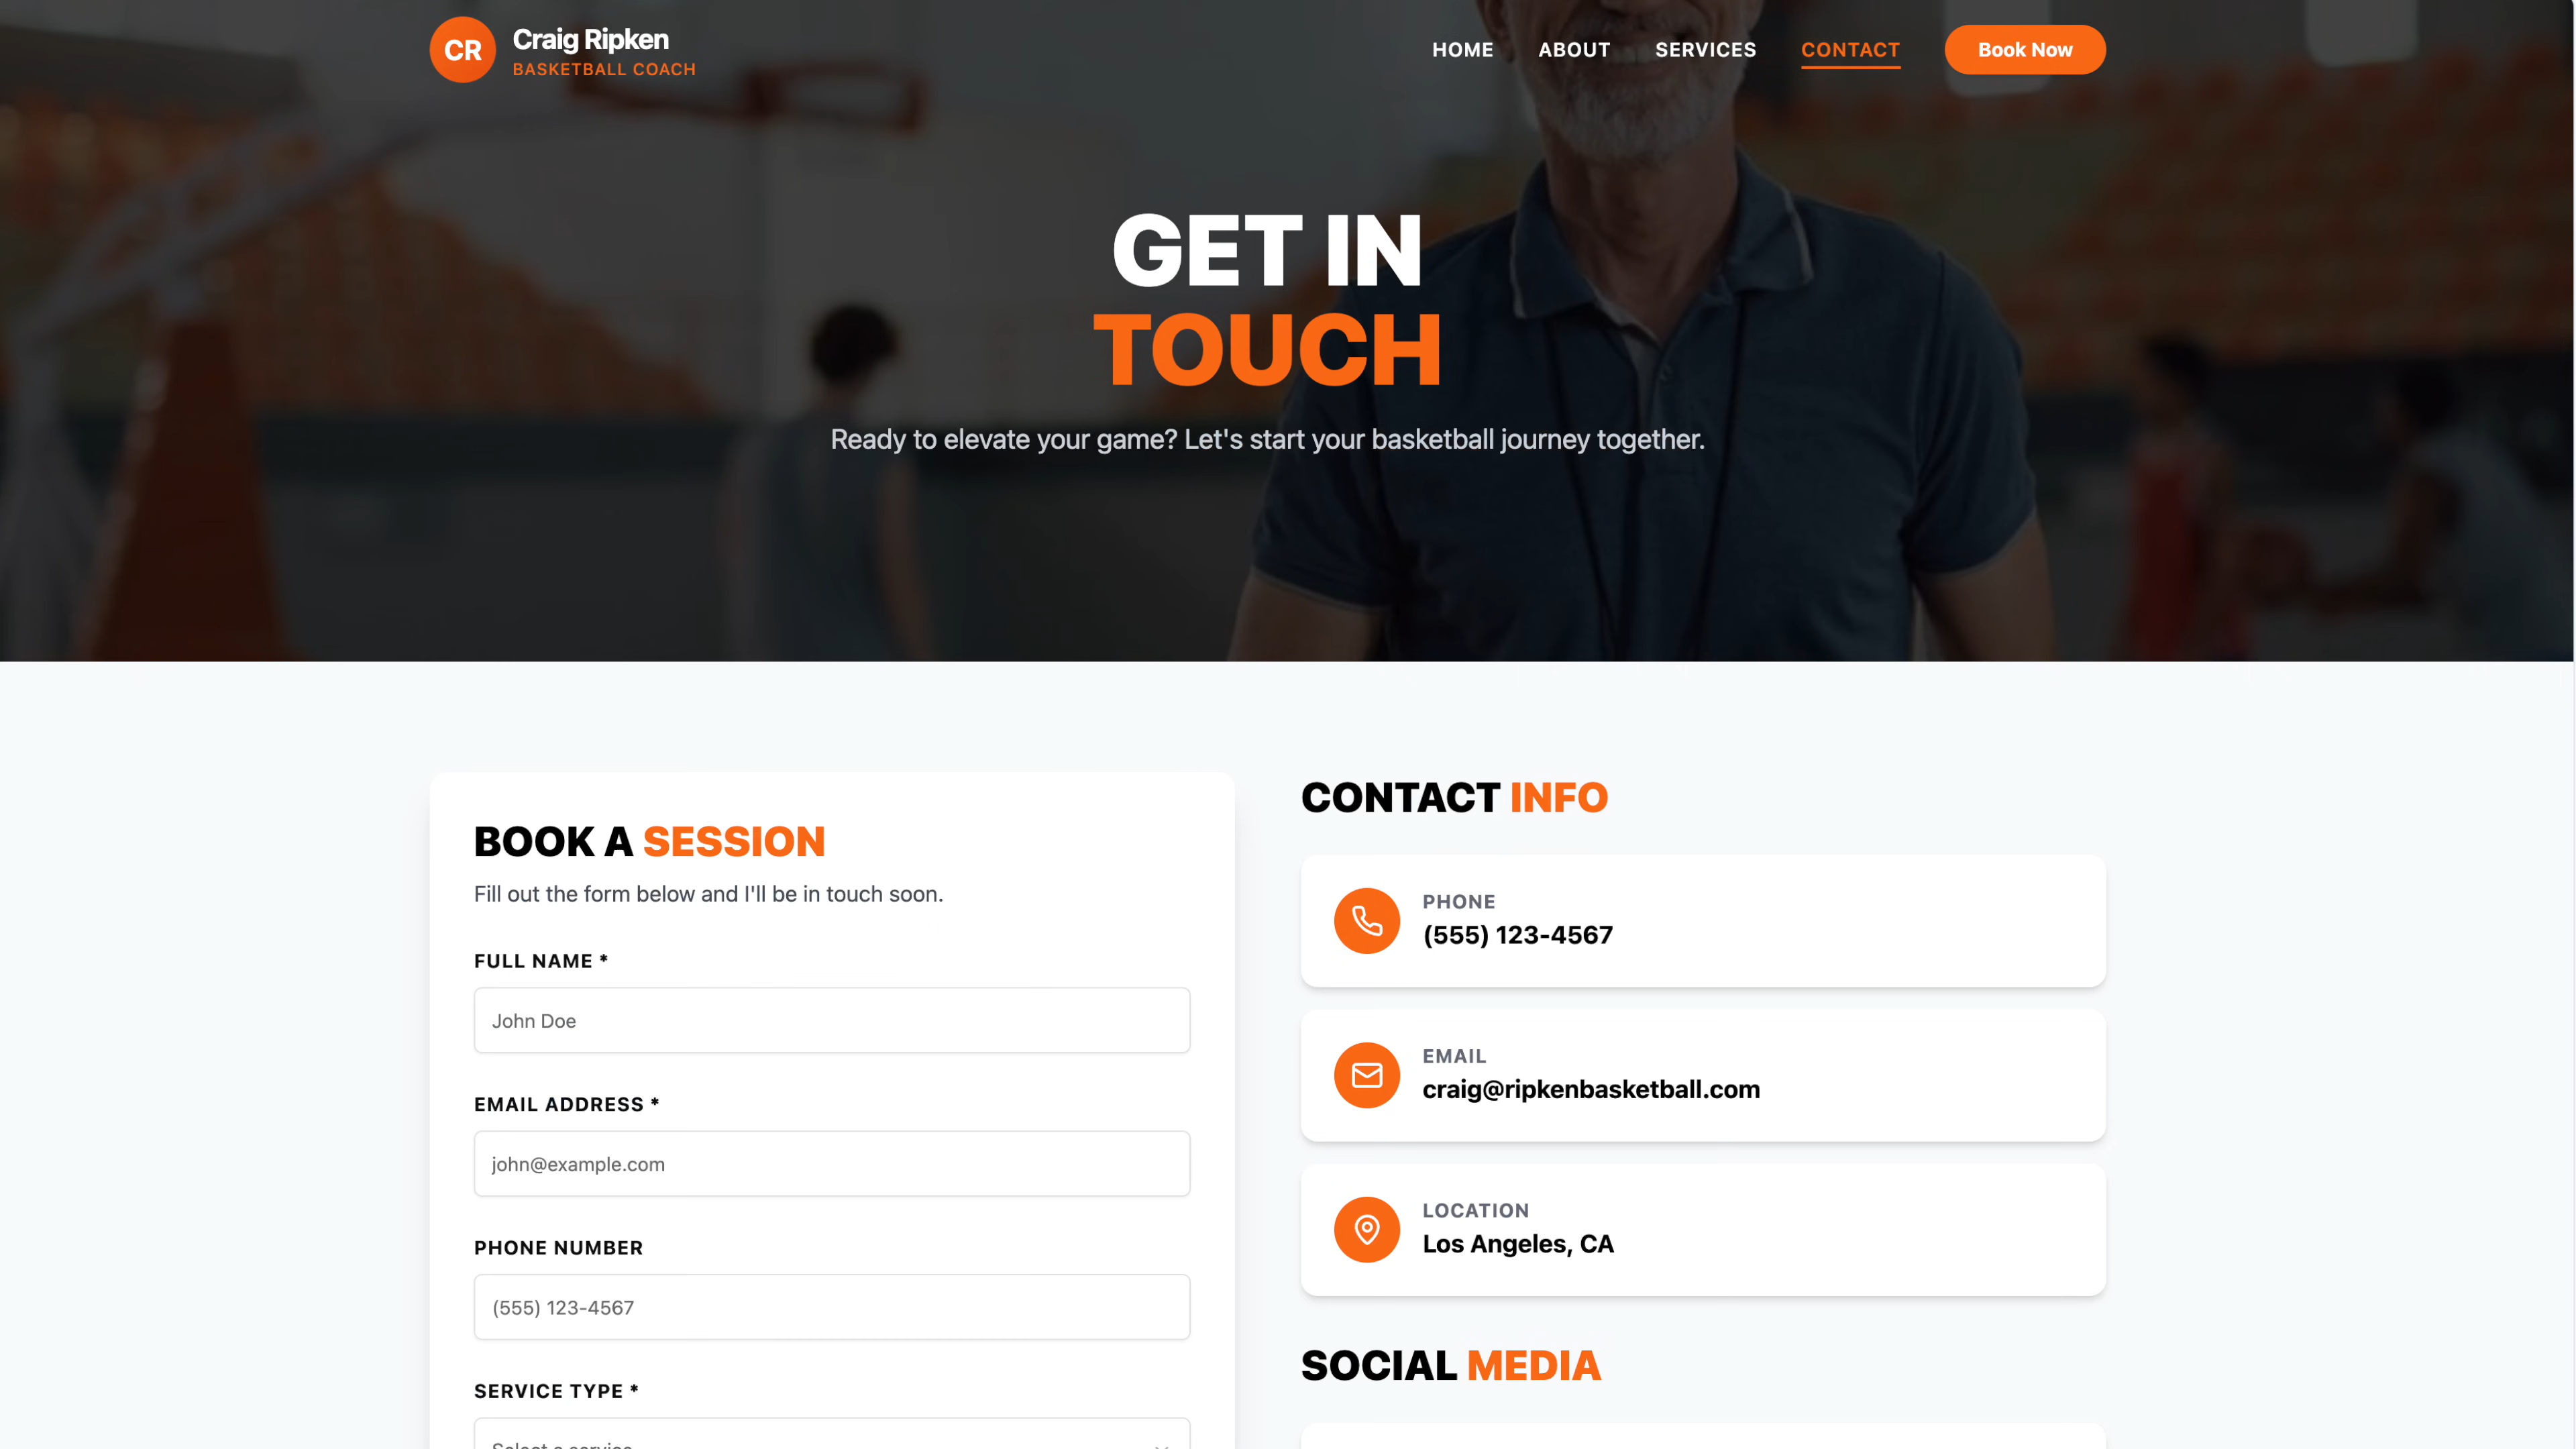 CR
Craig Ripken
BASKETBALL COACH
HOME
ABOUT
SERVICES
CONTACT
Book Now
GET IN
TOUCH
Ready to elevate your game? Let's start your basketball journey together.
BOOK A SESSION
Fill out the form below and I'll be in touch soon.
FULL NAME *
John Doe
EMAIL ADDRESS *
john@example.com
PHONE NUMBER
(555) 123-4567
SERVICE TYPE *
Select a service
CONTACT INFO
PHONE
(555) 123-4567
EMAIL
craig@ripkenbasketball.com
LOCATION
Los Angeles, CA
SOCIAL MEDIA